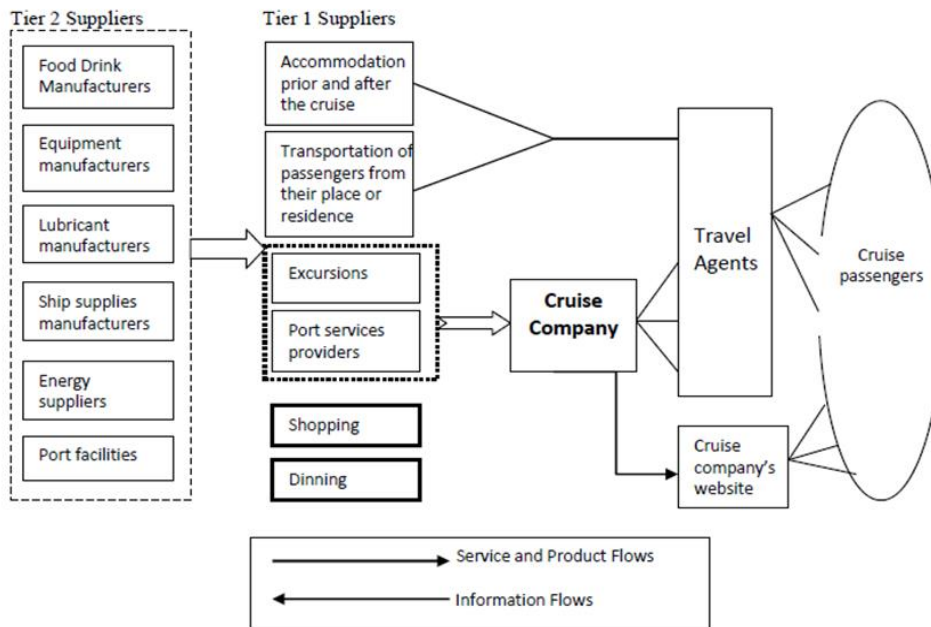 Tier 2 Suppliers
Food Drink
Manufacturers
Equipment
manufacturers
Lubricant
manufacturers
Ship supplies
manufacturers
Energy
suppliers
Port facilities
Tier 1 Suppliers
Accommodation
prior and after
the cruise
Transportation of
passengers from
their place or
residence
Excursions
Port services
providers
Shopping
Dinning
Cruise
Company
Travel
Agents
Cruise
company's
website
Cruise
passengers
Service and Product Flows
Information Flows